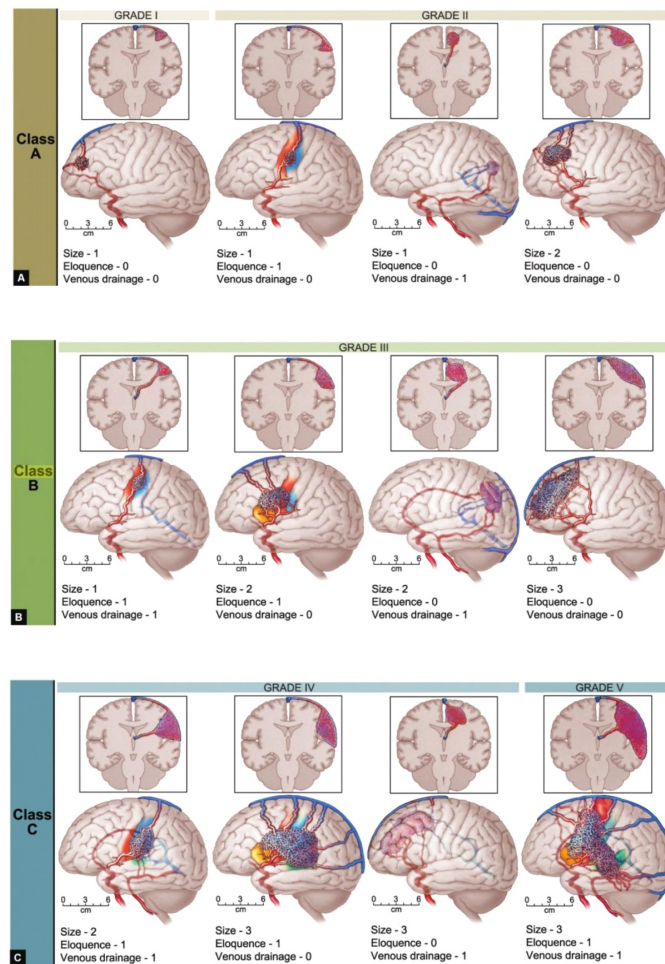 GRADE I
GRADE II
Class
A
0 3 6
cm
0 3 6
cm
0 3 6
cm
0 3 6
cm
Size - 1
Eloquence - 0
Venous drainage - 0
Size - 1
Eloquence - 1
Venous drainage - 0
Size - 1
Eloquence - 0
Venous drainage - 1
Size - 2
Eloquence - 0
Venous drainage - 0
A
GRADE III
Class
B
0 3 6
cm
0 3 6
cm
0 3 6
cm
0 3 6
cm
Size - 1
Eloquence - 1
Venous drainage - 1
Size - 2
Eloquence - 1
Venous drainage - 0
Size - 2
Eloquence - 0
Venous drainage - 1
Size - 3
Eloquence - 0
Venous drainage - 0
B
GRADE IV
GRADE V
Class
C
0 3 6
cm
0 3 6
cm
0 3 6
cm
0 3 6
cm
Size - 2
Eloquence - 1
Venous drainage - 1
Size - 3
Eloquence - 1
Venous drainage - 0
Size - 3
Eloquence - 0
Venous drainage - 1
Size - 3
Eloquence - 1
Venous drainage - 1
C